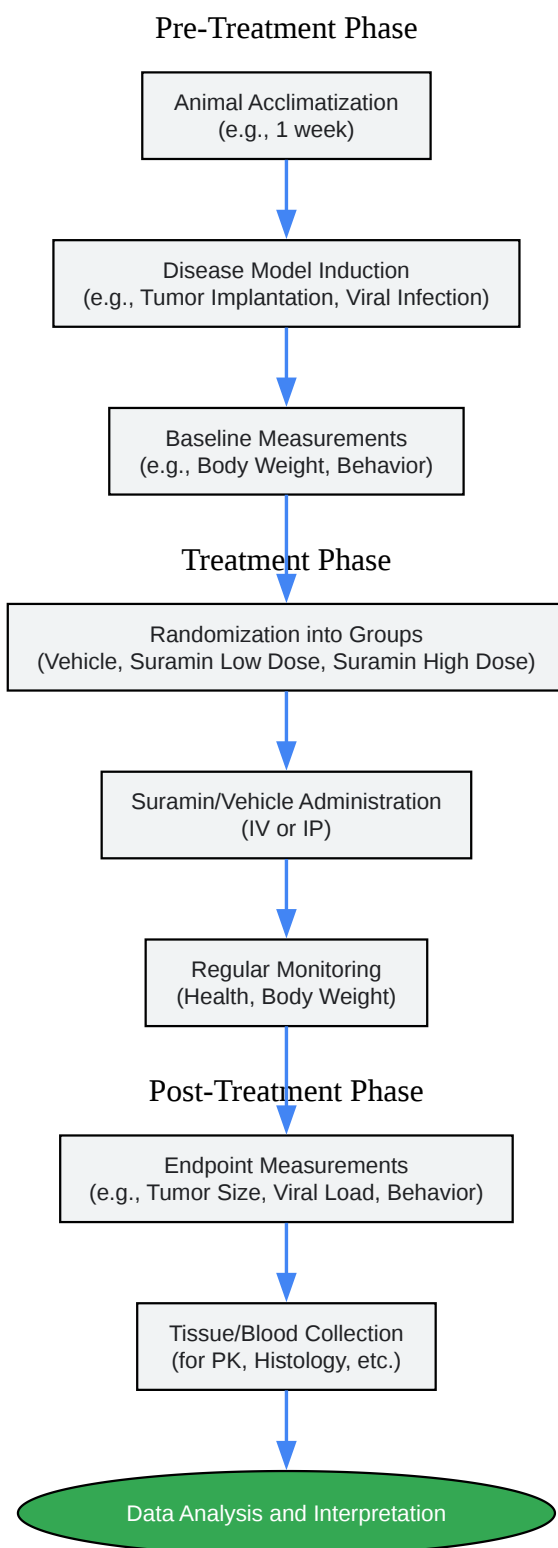 Pre-Treatment Phase
Animal Acclimatization
(e.g., 1 week)
Disease Model Induction
(e.g., Tumor Implantation, Viral Infection)
Baseline Measurements
(e.g., Body Weight, Behavior)
Treatment Phase
Randomization into Groups
(Vehicle, Suramin Low Dose, Suramin High Dose)
Suramin/Vehicle Administration
(IV or IP)
Regular Monitoring
(Health, Body Weight)
Post-Treatment Phase
Endpoint Measurements
(e.g., Tumor Size, Viral Load, Behavior)
Tissue/Blood Collection
(for PK, Histology, etc.)
Data Analysis and Interpretation